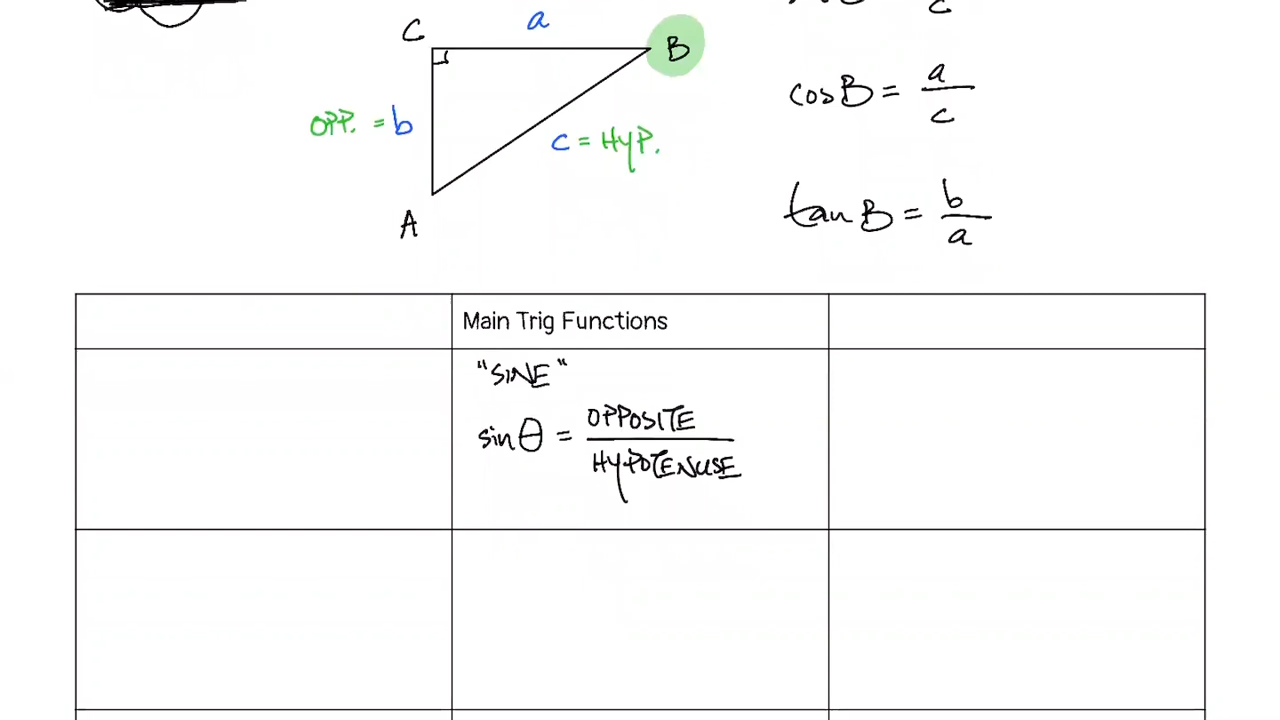 C
a
B
OPP. = b
c = HYP.
A
c
cos B = a/c
tan B = b/a
Main Trig Functions
"SINE"
sin θ = OPPOSITE/HYPOTENUSE